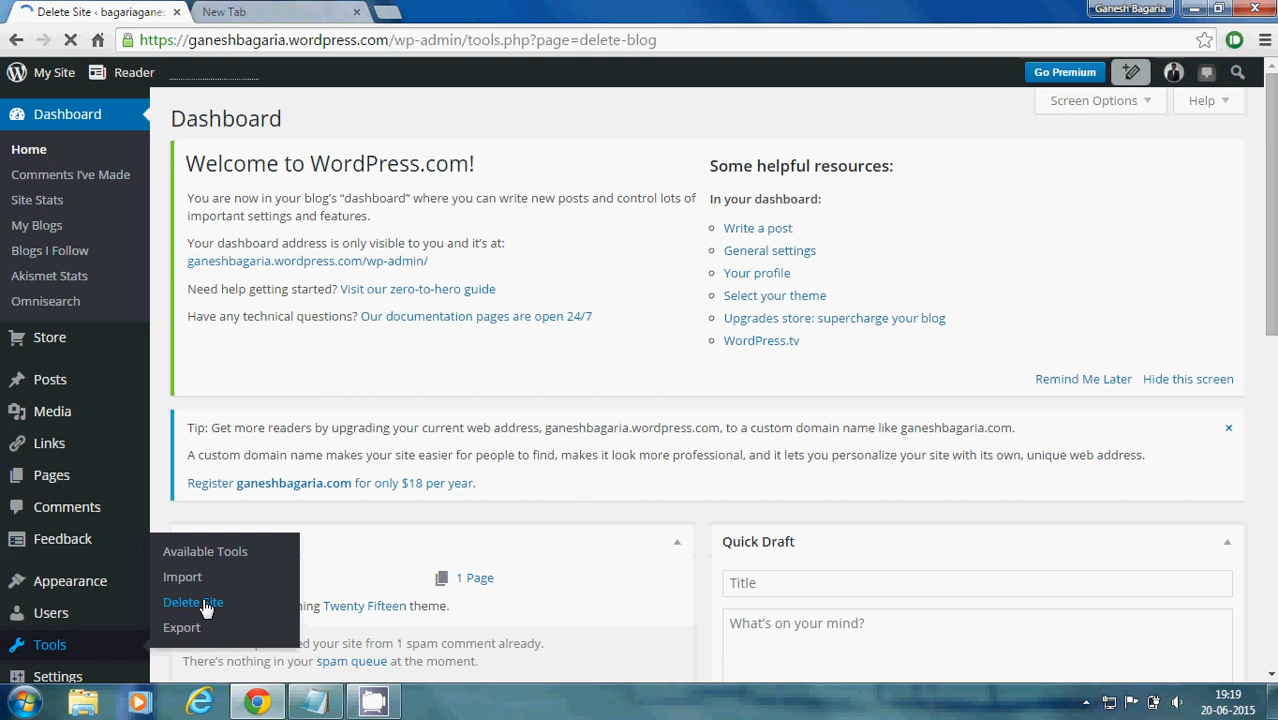 Delete Site ‹ bagariaganes
New Tab
Ganesh Bagaria
https://ganeshbagaria.wordpress.com/wp-admin/tools.php?page=delete-blog
My Site
Reader
Go Premium
Dashboard
Home
Comments I've Made
Site Stats
My Blogs
Blogs I Follow
Akismet Stats
Omnisearch
Store
Posts
Media
Links
Pages
Comments
Feedback
Appearance
Users
Tools
Settings
Available Tools
Import
Delete Site
Export
Screen Options
Help
Dashboard
Welcome to WordPress.com!
You are now in your blog's "dashboard" where you can write new posts and control lots of
important settings and features.
Your dashboard address is only visible to you and it's at:
ganeshbagaria.wordpress.com/wp-admin/
Need help getting started? Visit our zero-to-hero guide
Have any technical questions? Our documentation pages are open 24/7
Some helpful resources:
In your dashboard:
Write a post
General settings
Your profile
Select your theme
Upgrades store: supercharge your blog
WordPress.tv
Remind Me Later
Hide this screen
Tip: Get more readers by upgrading your current web address, ganeshbagaria.wordpress.com, to a custom domain name like ganeshbagaria.com.
A custom domain name makes your site easier for people to find, makes it look more professional, and it lets you personalize your site with its own, unique web address.
Register ganeshbagaria.com for only $18 per year.
1 Page
Twenty Fifteen theme.
your site from 1 spam comment already.
There's nothing in your spam queue at the moment.
Quick Draft
Title
What's on your mind?
19:19
20-06-2015